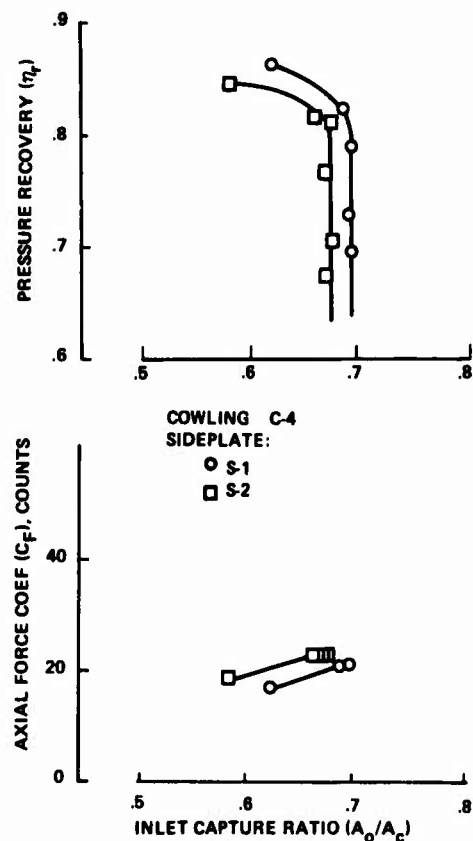 PRESSURE RECOVERY (ηr)
.9
.8
.7
.6
.5
.6
.7
.8
COWLING C-4
SIDEPLATE:
S-1
S-2
AXIAL FORCE COEF (CF), COUNTS
40
20
0
.5
.6
.7
.8
INLET CAPTURE RATIO (Ao/Ac)